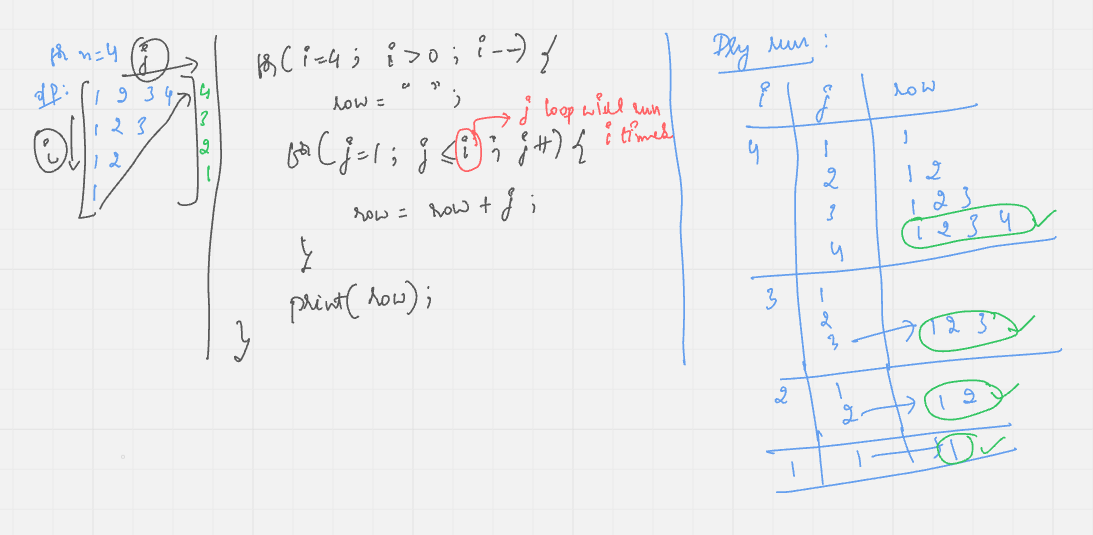 for n=4 j
o/p: 1 2 3 4 4
1 2 3 3
i 1 2 2
1 1
for( i=4 ; i>0 ; i--) {
row = " " ;
j loop will run
i times
for( j=1 ; j <= i ; j++) {
row = row + j ;
}
print( row) ;
}
Dry run :
i j row
4 1 1
2 1 2
3 1 2 3
4 1 2 3 4
3 1
2
3 1 2 3
2 1
2 1 2
1 1 1